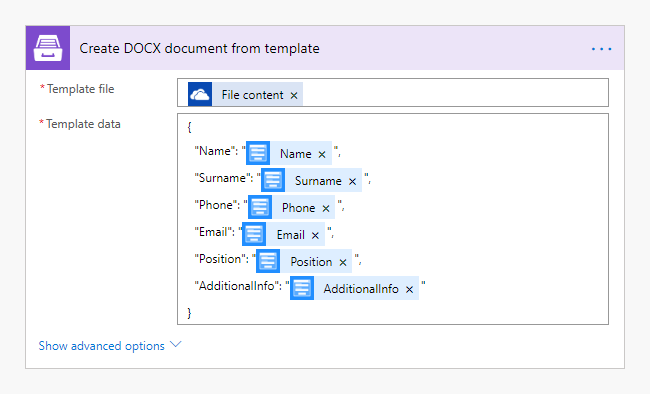 Create DOCX document from template
...
*Template file
File content ×
*Template data
{
"Name": " Name × ",
"Surname": " Surname × ",
"Phone": " Phone × ",
"Email": " Email × ",
"Position": " Position × ",
"AdditionalInfo": " AdditionalInfo × "
}
Show advanced options